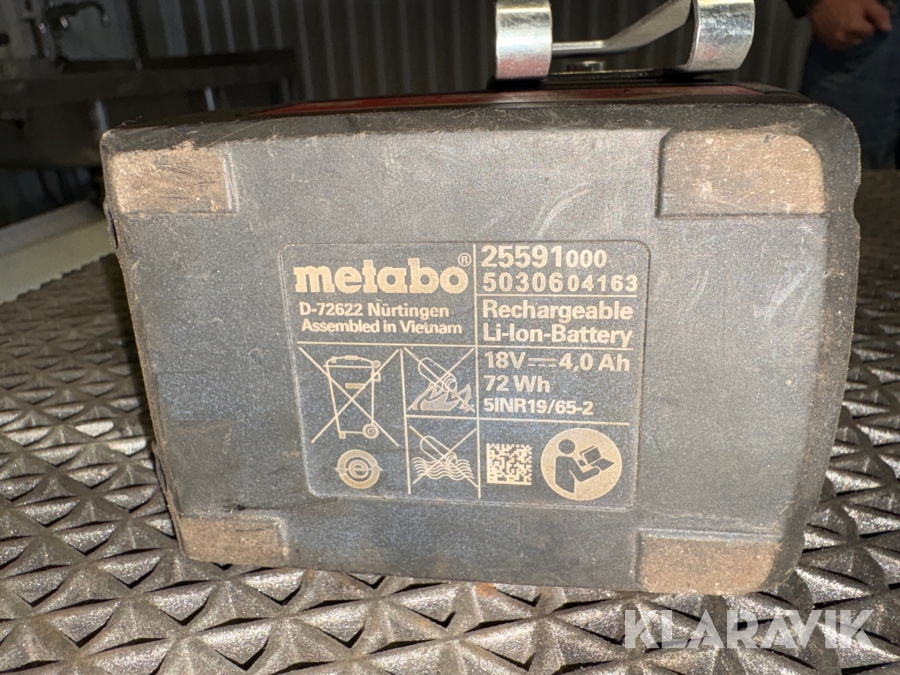 metabo®
D-72622 Nürtingen
Assembled in Vietnam
25591000
5030604163
Rechargeable
Li-Ion-Battery
18V⎓4,0 Ah
72 Wh
5INR19/65-2
KLARAVIK